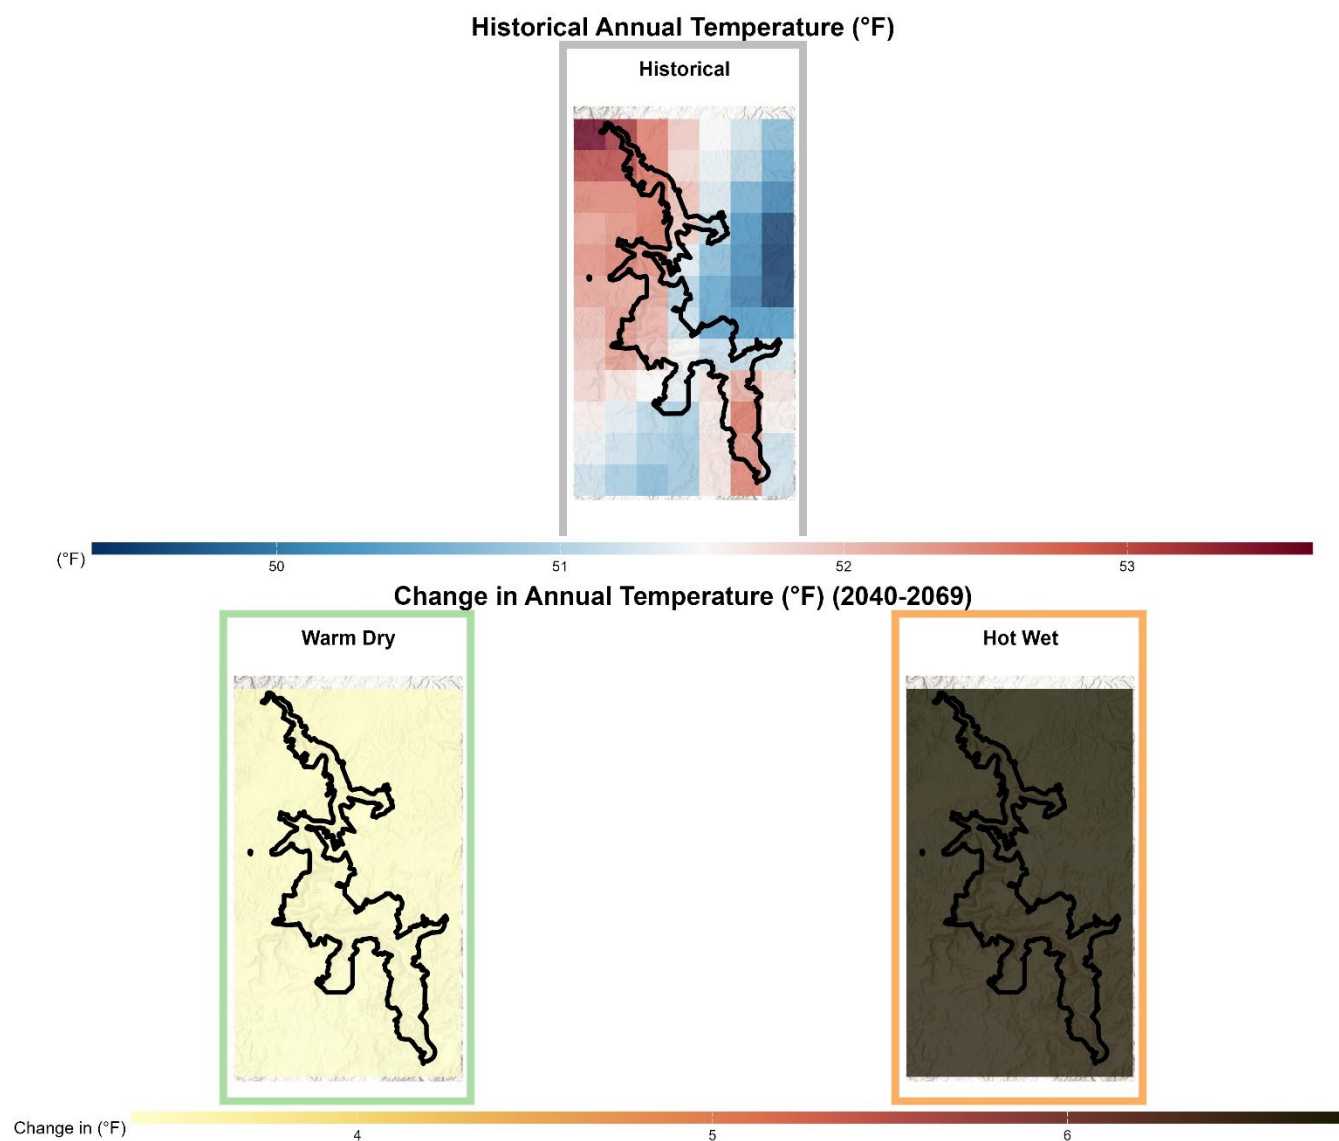 Historical Annual Temperature (°F)
Historical
(°F)
50 51 52 53
Change in Annual Temperature (°F) (2040-2069)
Warm Dry
Hot Wet
Change in (°F)
4 5 6